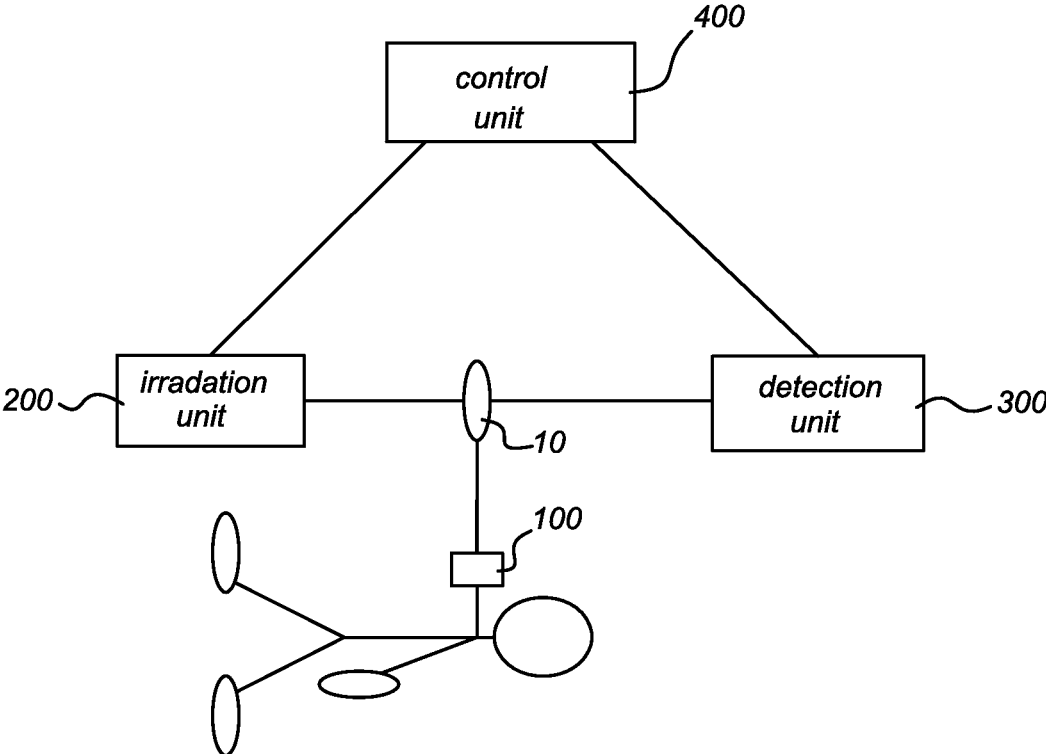 400
control
unit
irradation
unit
200
detection
unit
300
10
100